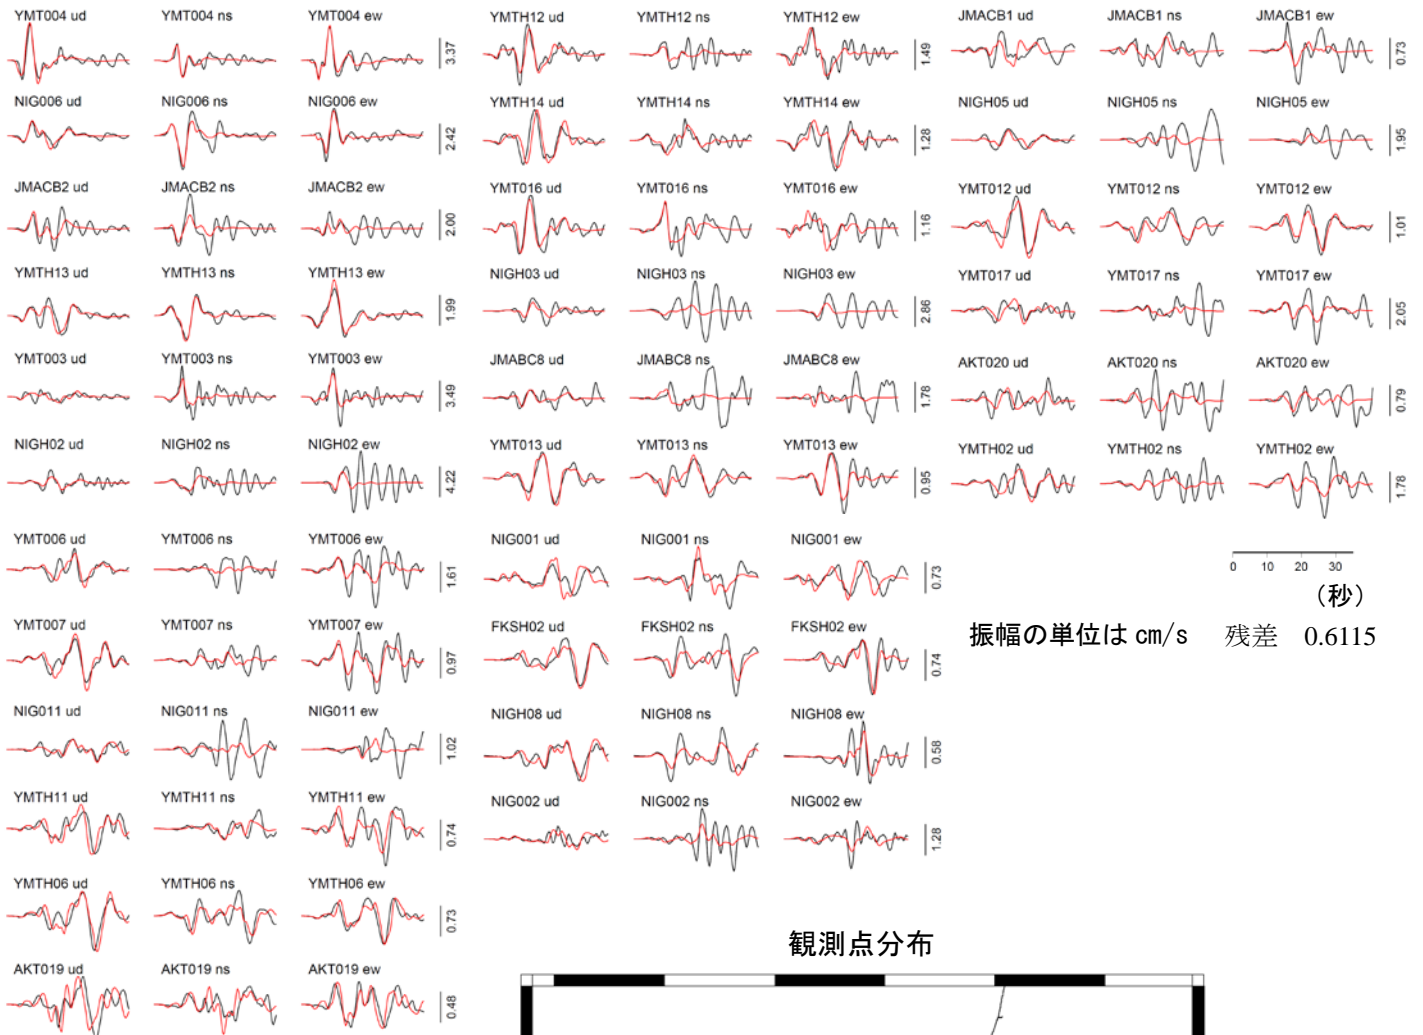 YMT004 ud YMT004 ns YMT004 ew 3.37
NIG006 ud NIG006 ns NIG006 ew 2.42
JMACB2 ud JMACB2 ns JMACB2 ew 2.00
YMTH13 ud YMTH13 ns YMTH13 ew 1.99
YMT003 ud YMT003 ns YMT003 ew 3.49
NIGH02 ud NIGH02 ns NIGH02 ew 4.22
YMT006 ud YMT006 ns YMT006 ew 1.61
YMT007 ud YMT007 ns YMT007 ew 0.97
NIG011 ud NIG011 ns NIG011 ew 1.02
YMTH11 ud YMTH11 ns YMTH11 ew 0.74
YMTH06 ud YMTH06 ns YMTH06 ew 0.73
AKT019 ud AKT019 ns AKT019 ew 0.48
YMTH12 ud YMTH12 ns YMTH12 ew 1.49
YMTH14 ud YMTH14 ns YMTH14 ew 1.28
YMT016 ud YMT016 ns YMT016 ew 1.16
NIGH03 ud NIGH03 ns NIGH03 ew 2.86
JMABC8 ud JMABC8 ns JMABC8 ew 1.78
YMT013 ud YMT013 ns YMT013 ew 0.95
NIG001 ud NIG001 ns NIG001 ew 0.73
FKSH02 ud FKSH02 ns FKSH02 ew 0.74
NIGH08 ud NIGH08 ns NIGH08 ew 0.58
NIG002 ud NIG002 ns NIG002 ew 1.28
JMACB1 ud JMACB1 ns JMACB1 ew 0.73
NIGH05 ud NIGH05 ns NIGH05 ew 1.95
YMT012 ud YMT012 ns YMT012 ew 1.01
YMT017 ud YMT017 ns YMT017 ew 2.05
AKT020 ud AKT020 ns AKT020 ew 0.79
YMTH02 ud YMTH02 ns YMTH02 ew 1.78
0 10 20 30
(秒)
振幅の単位は cm/s 残差 0.6115
観測点分布